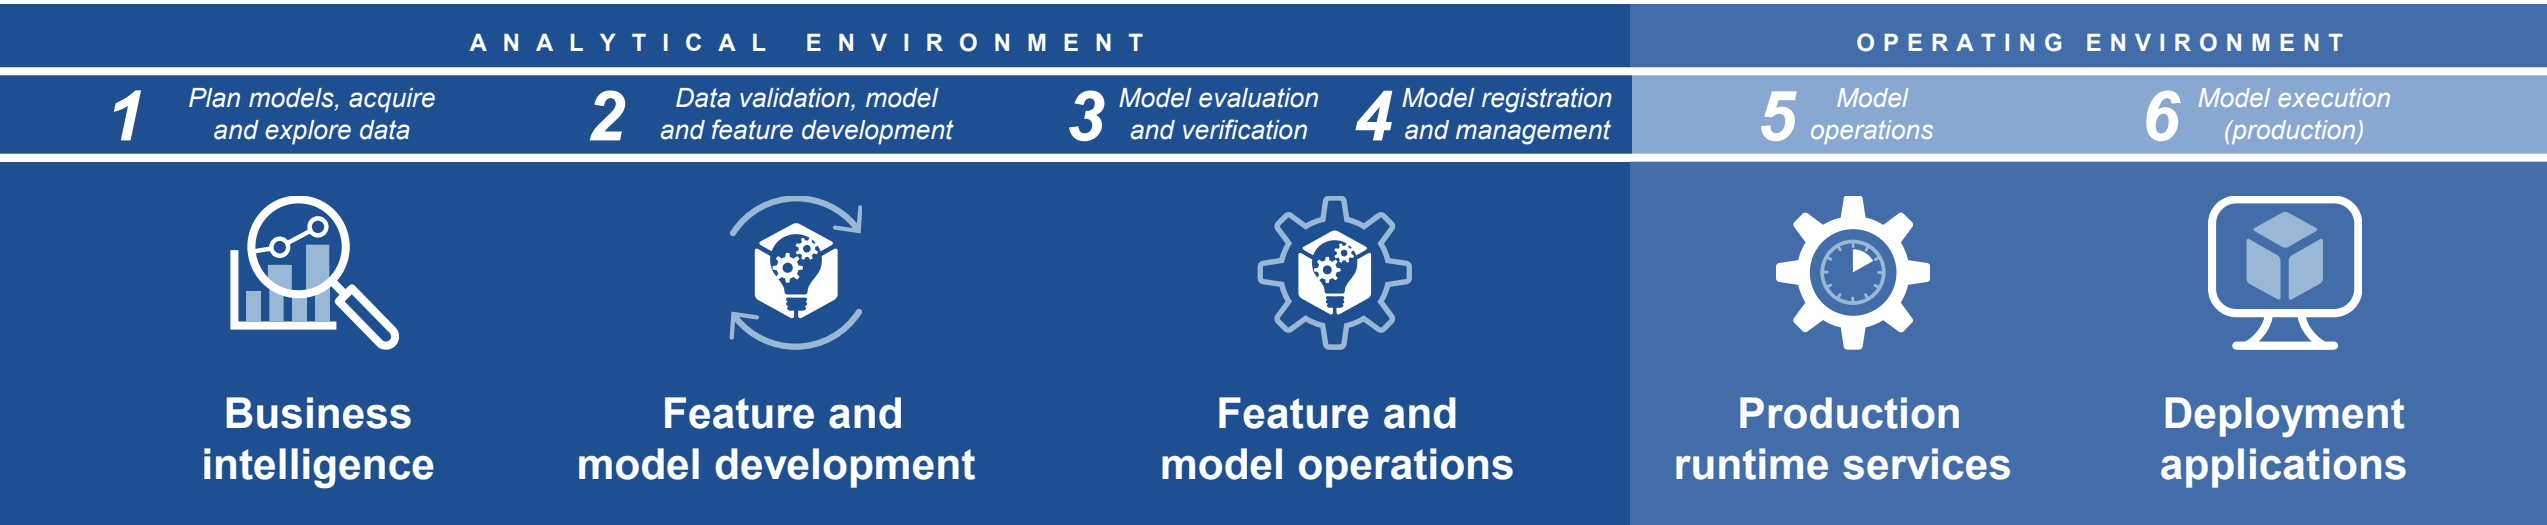 ANALYTICAL ENVIRONMENT
OPERATING ENVIRONMENT
1
Plan models, acquire
and explore data
2
Data validation, model
and feature development
3
Model evaluation
and verification
4
Model registration
and management
5
Model
operations
6
Model execution
(production)
Business
intelligence
Feature and
model development
Feature and
model operations
Production
runtime services
Deployment
applications